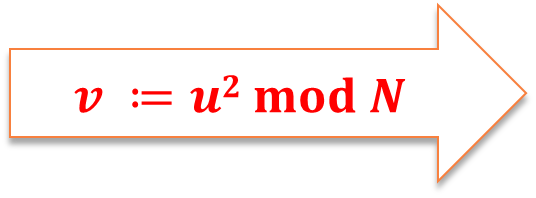 v := u² mod N